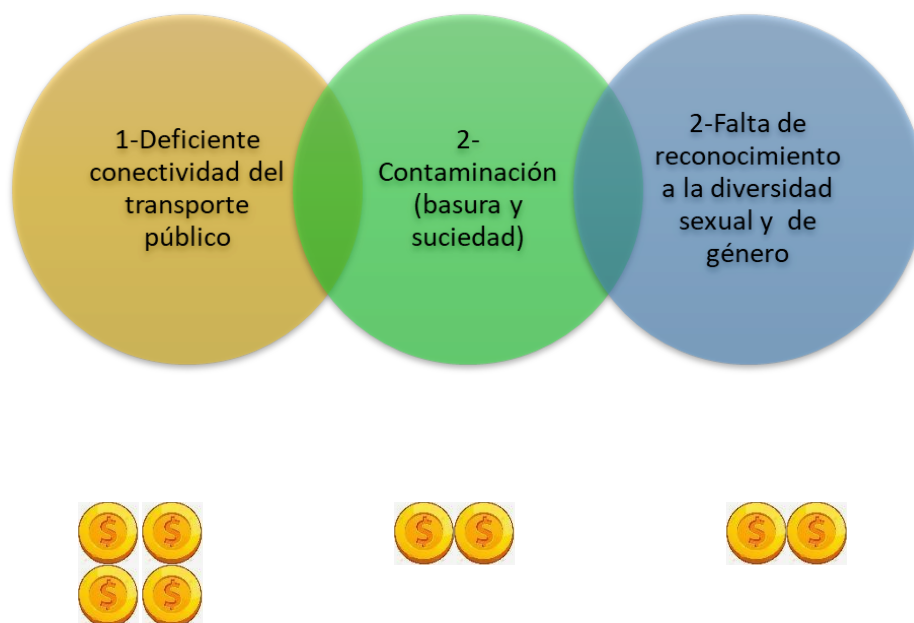 1-Deficiente
conectividad del
transporte
público
2-
Contaminación
(basura y
suciedad)
2-Falta de
reconocimiento
a la diversidad
sexual y  de
género
$ $ $ $ $ $
$ $